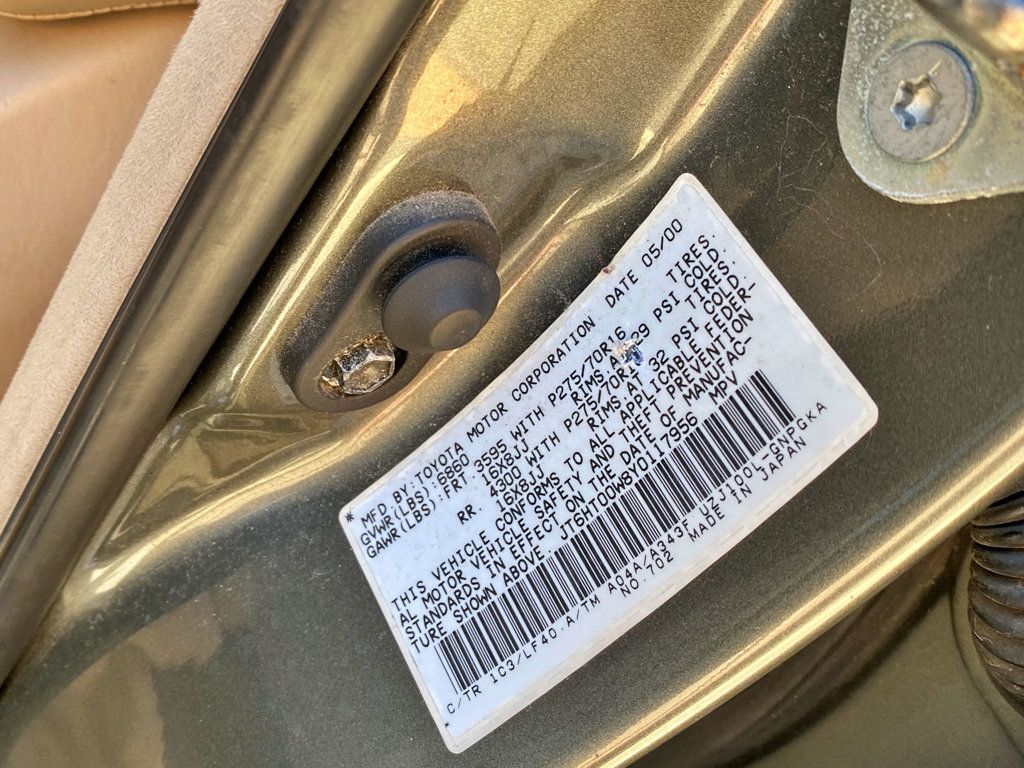 * MFD. BY:TOYOTA MOTOR CORPORATION DATE 05/00
GVWR(LBS):6860
GAWR(LBS):FRT. 3595 WITH P275/70R16 TIRES
16X8JJ RIMS AT 29 PSI COLD.
RR. 4300 WITH P275/70R16 TIRES.
16X8JJ RIMS AT 32 PSI COLD.
THIS VEHICLE CONFORMS TO ALL APPLICABLE FEDER-
AL MOTOR VEHICLE SAFETY AND THEFT PREVENTION
STANDARDS IN EFFECT ON THE DATE OF MANUFAC-
TURE SHOWN ABOVE. JT6HT00W8Y0117956 MPV
C/TR 1C3/LF40 A/TM A04A/A343F UZJ100L-GNPGKA
NO.702 MADE IN JAPAN